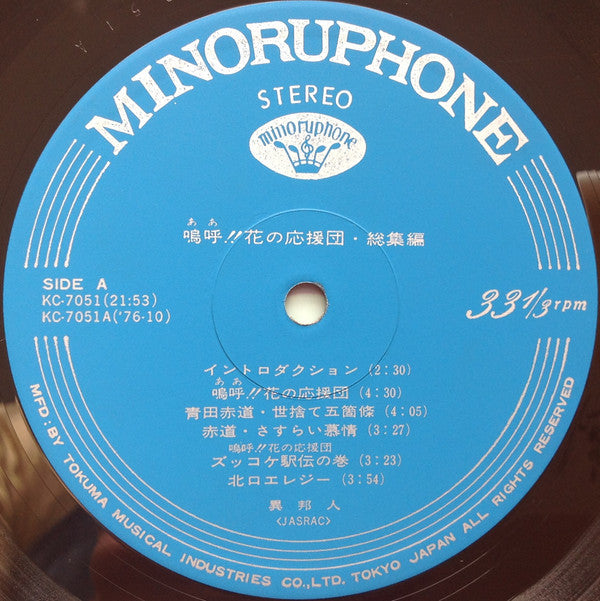 MINORUPHONE
STEREO
minoruphone
ああ
嗚呼!!花の応援団・総集編
SIDE A
KC-7051(21:53)
KC-7051A('76-10)
33 1/3 rpm
イントロダクション (2:30)
ああ
嗚呼!!花の応援団 (4:30)
青田赤道・世捨て五箇條 (4:05)
赤道・さすらい慕情 (3:27)
嗚呼!!花の応援団
ズッコケ駅伝の巻 (3:23)
北口エレジー (3:54)
異邦人
<JASRAC>
MFD: BY TOKUMA MUSICAL INDUSTRIES CO., LTD. TOKYO JAPAN ALL RIGHTS RESERVED